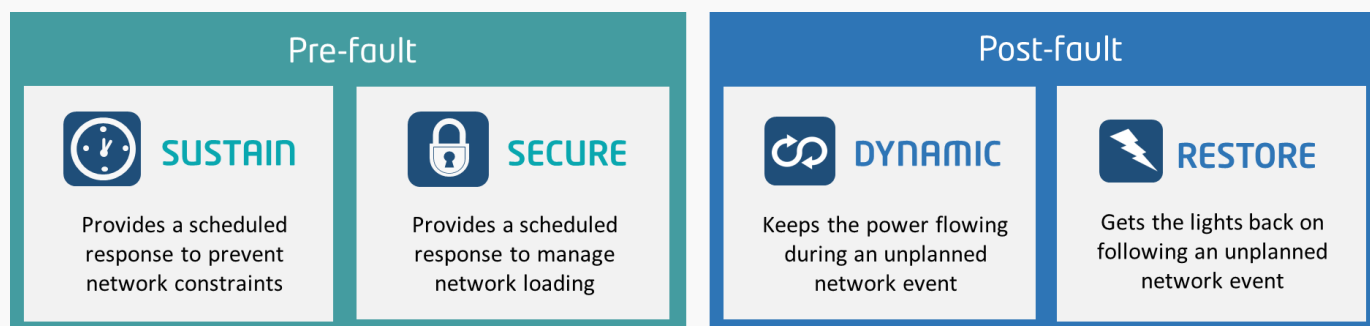 Pre-fault
SUSTAIN
Provides a scheduled
response to prevent
network constraints
SECURE
Provides a scheduled
response to manage
network loading
Post-fault
DYNAMIC
Keeps the power flowing
during an unplanned
network event
RESTORE
Gets the lights back on
following an unplanned
network event